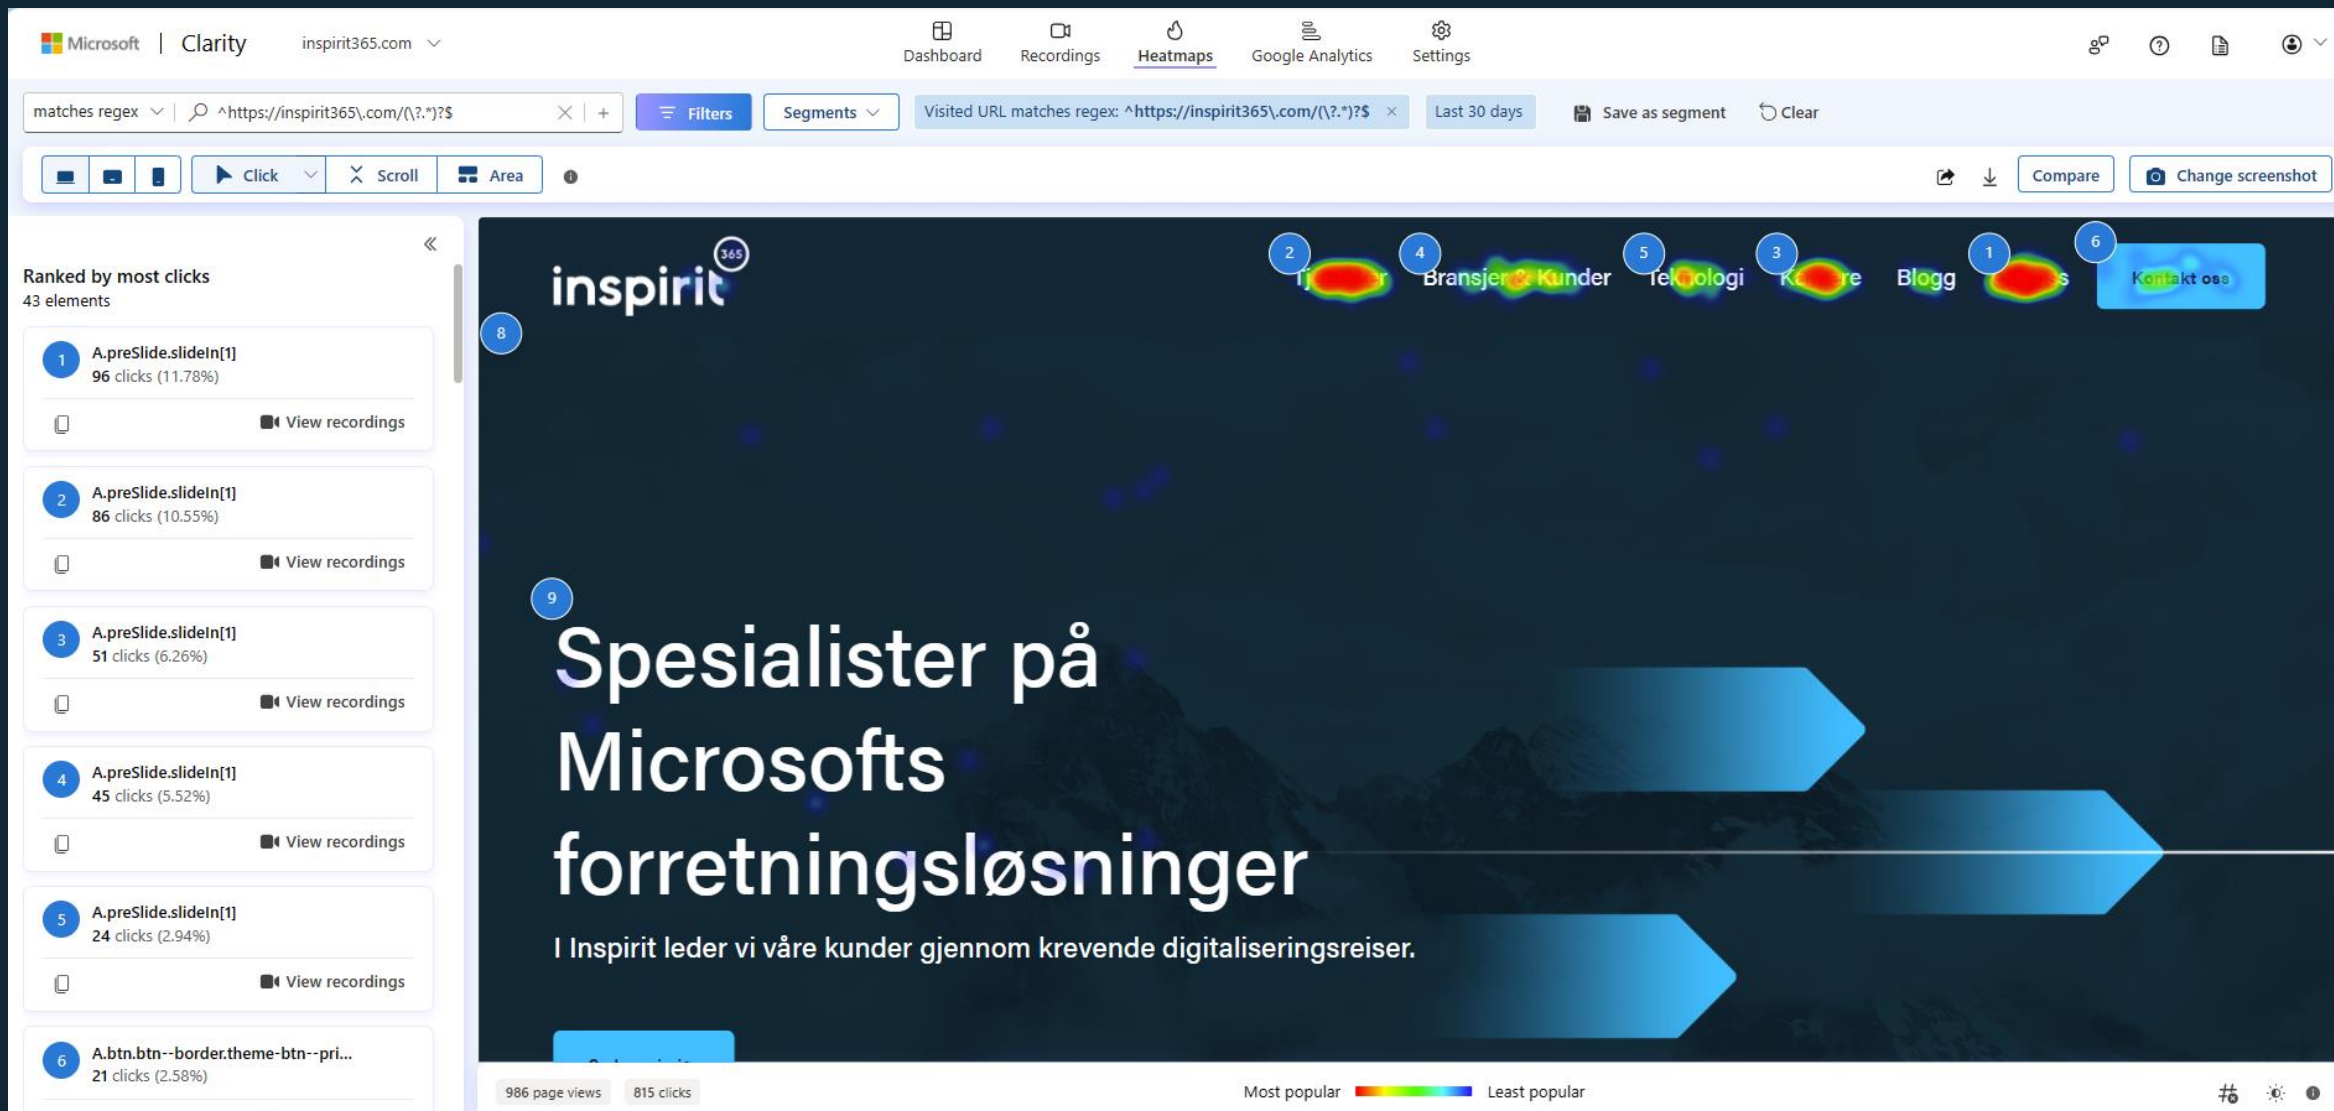 Microsoft | Clarity
inspirit365.com
Dashboard
Recordings
Heatmaps
Google Analytics
Settings
matches regex
^https://inspirit365\.com/(\?.*)?$
Filters
Segments
Visited URL matches regex: ^https://inspirit365\.com/(\?.*)?$
Last 30 days
Save as segment
Clear
Click
Scroll
Area
Compare
Change screenshot
Ranked by most clicks
43 elements
1
A.preSlide.slideIn[1]
96 clicks (11.78%)
View recordings
2
A.preSlide.slideIn[1]
86 clicks (10.55%)
View recordings
3
A.preSlide.slideIn[1]
51 clicks (6.26%)
View recordings
4
A.preSlide.slideIn[1]
45 clicks (5.52%)
View recordings
5
A.preSlide.slideIn[1]
24 clicks (2.94%)
View recordings
6
A.btn.btn--border.theme-btn--pri...
21 clicks (2.58%)
inspirit 365
2
4
Bransjer & Kunder
5
Teknologi
3
Blogg
1
6
Kontakt oss
8
9
Spesialister på
Microsofts
forretningsløsninger
I Inspirit leder vi våre kunder gjennom krevende digitaliseringsreiser.
986 page views
815 clicks
Most popular
Least popular